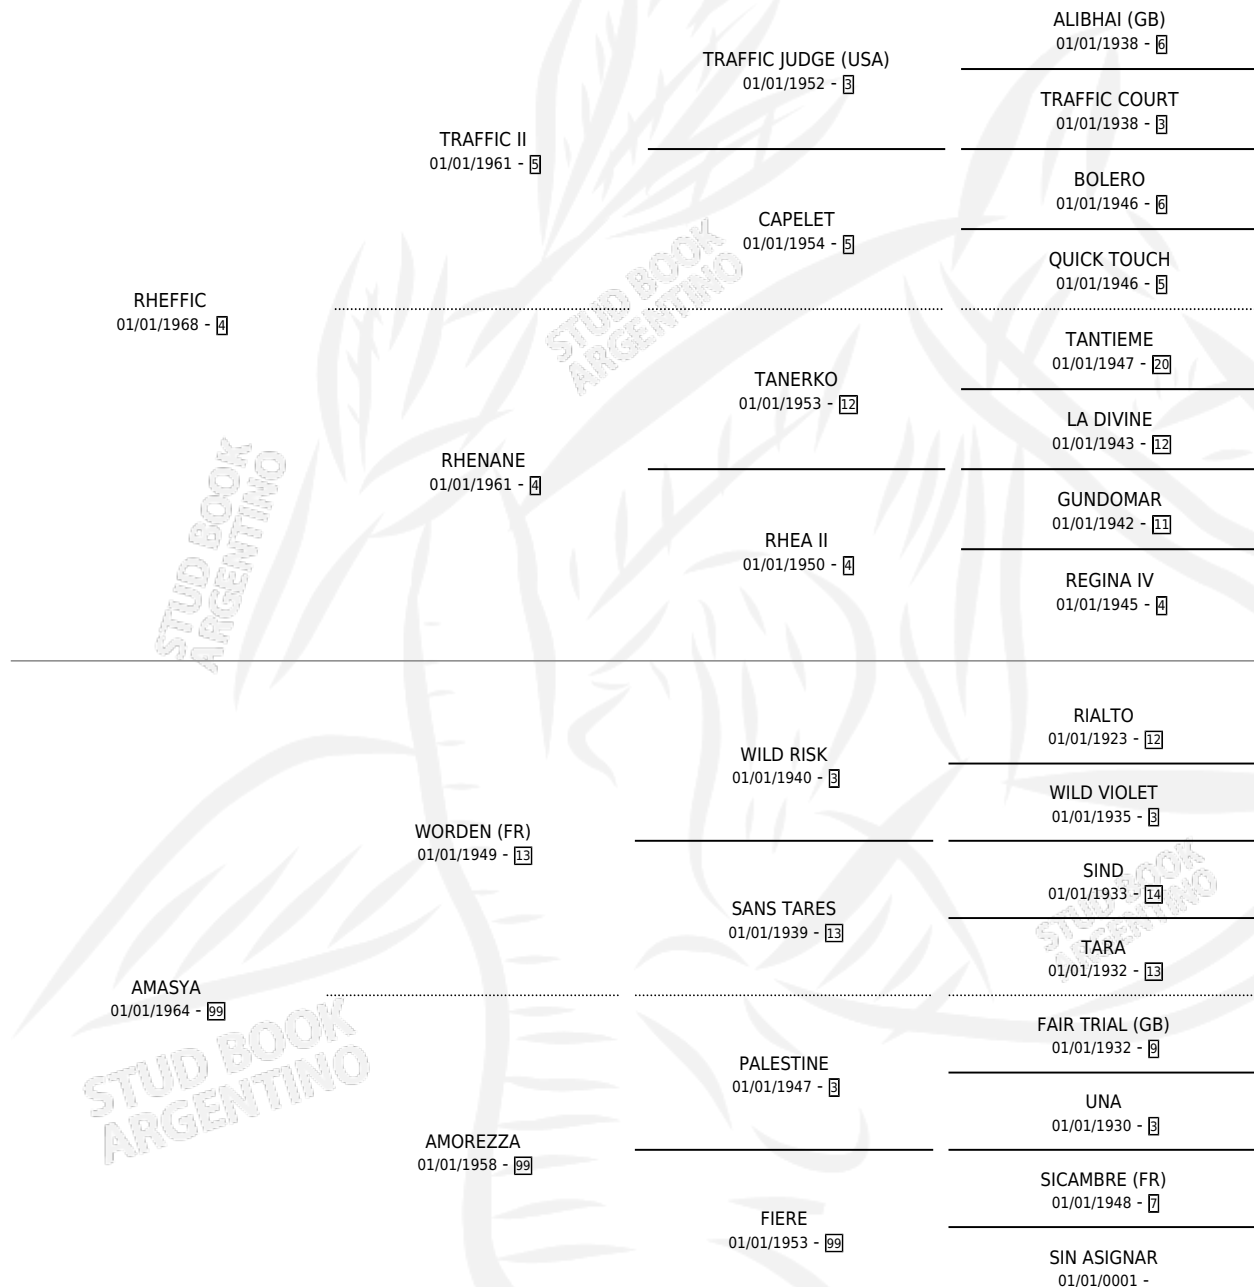 ALIBHAI (GB)
01/01/1938 - 6
TRAFFIC JUDGE (USA)
01/01/1952 - 3
TRAFFIC COURT
01/01/1938 - 3
TRAFFIC II
01/01/1961 - 5
BOLERO
01/01/1946 - 6
CAPELET
01/01/1954 - 5
QUICK TOUCH
01/01/1946 - 5
RHEFFIC
01/01/1968 - 4
TANTIEME
01/01/1947 - 20
TANERKO
01/01/1953 - 12
LA DIVINE
01/01/1943 - 12
RHENANE
01/01/1961 - 4
GUNDOMAR
01/01/1942 - 11
RHEA II
01/01/1950 - 4
REGINA IV
01/01/1945 - 4
RIALTO
01/01/1923 - 12
WILD RISK
01/01/1940 - 3
WILD VIOLET
01/01/1935 - 3
WORDEN (FR)
01/01/1949 - 13
SIND
01/01/1933 - 14
SANS TARES
01/01/1939 - 13
TARA
01/01/1932 - 13
AMASYA
01/01/1964 - 99
FAIR TRIAL (GB)
01/01/1932 - 9
PALESTINE
01/01/1947 - 3
UNA
01/01/1930 - 3
AMOREZZA
01/01/1958 - 99
SICAMBRE (FR)
01/01/1948 - 7
FIERE
01/01/1953 - 99
SIN ASIGNAR
01/01/0001 -
STUD BOOK
ARGENTINO
STUD BOOK
ARGENTINO
STUD BOOK
ARGENTINO
STUD BOOK
ARGENTINO